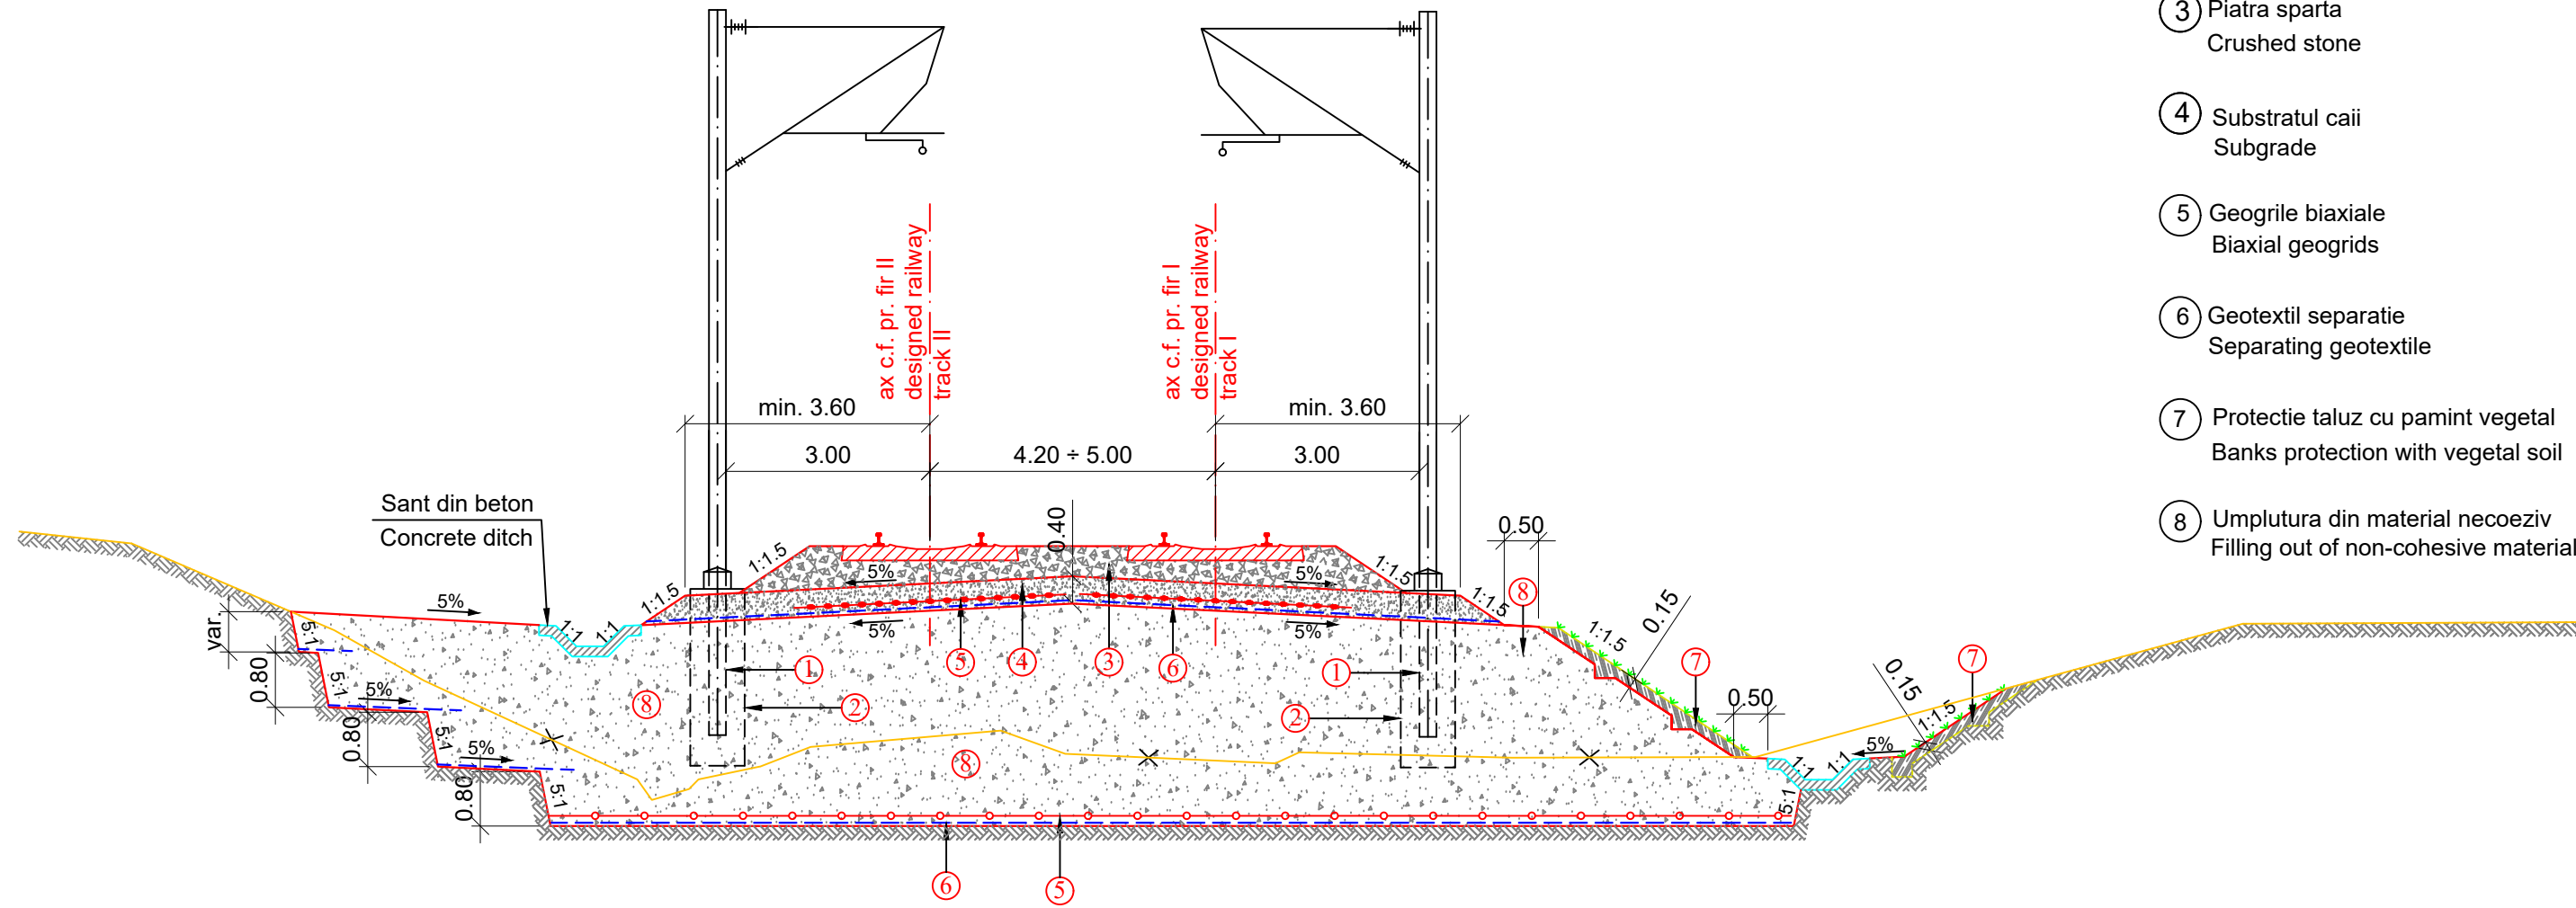 3 Piatra sparta
Crushed stone
4 Substratul caii
Subgrade
5 Geogrile biaxiale
Biaxial geogrids
6 Geotextil separatie
Separating geotextile
7 Protectie taluz cu pamint vegetal
Banks protection with vegetal soil
8 Umplutura din material necoeziv
Filling out of non-cohesive material
ax c.f. pr. fir II
designed railway
track II
ax c.f. pr. fir I
designed railway
track I
min. 3.60
min. 3.60
3.00
4.20 ÷ 5.00
3.00
Sant din beton
Concrete ditch
0.40
0.50
1:1.5
1:1.5
5%
5%
1:1.5
1:1.5
8
5%
5%
5%
1:1
1:1
1:1.5
0.15
var.
5:1
0.80
5:1
5%
0.80
5:1
5%
0.80
5:1
1
5
4
3
6
1
7
7
8
2
2
8
0.50
0.15
1:1.5
5%
1:1
1:1
5:1
6
5